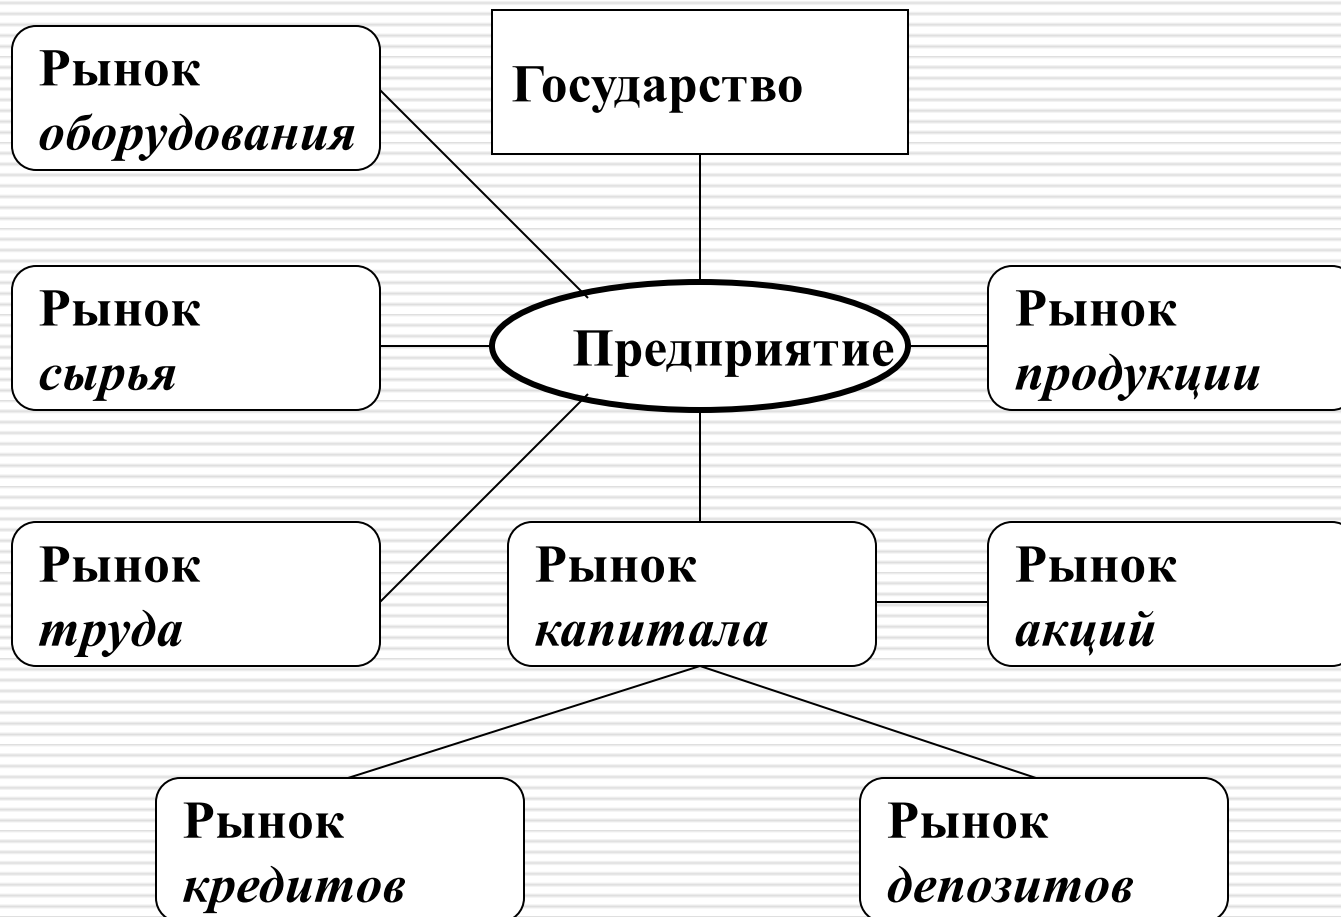 Рынок
оборудования
Государство
Рынок
сырья
Предприятие
Рынок
продукции
Рынок
труда
Рынок
капитала
Рынок
акций
Рынок
кредитов
Рынок
депозитов